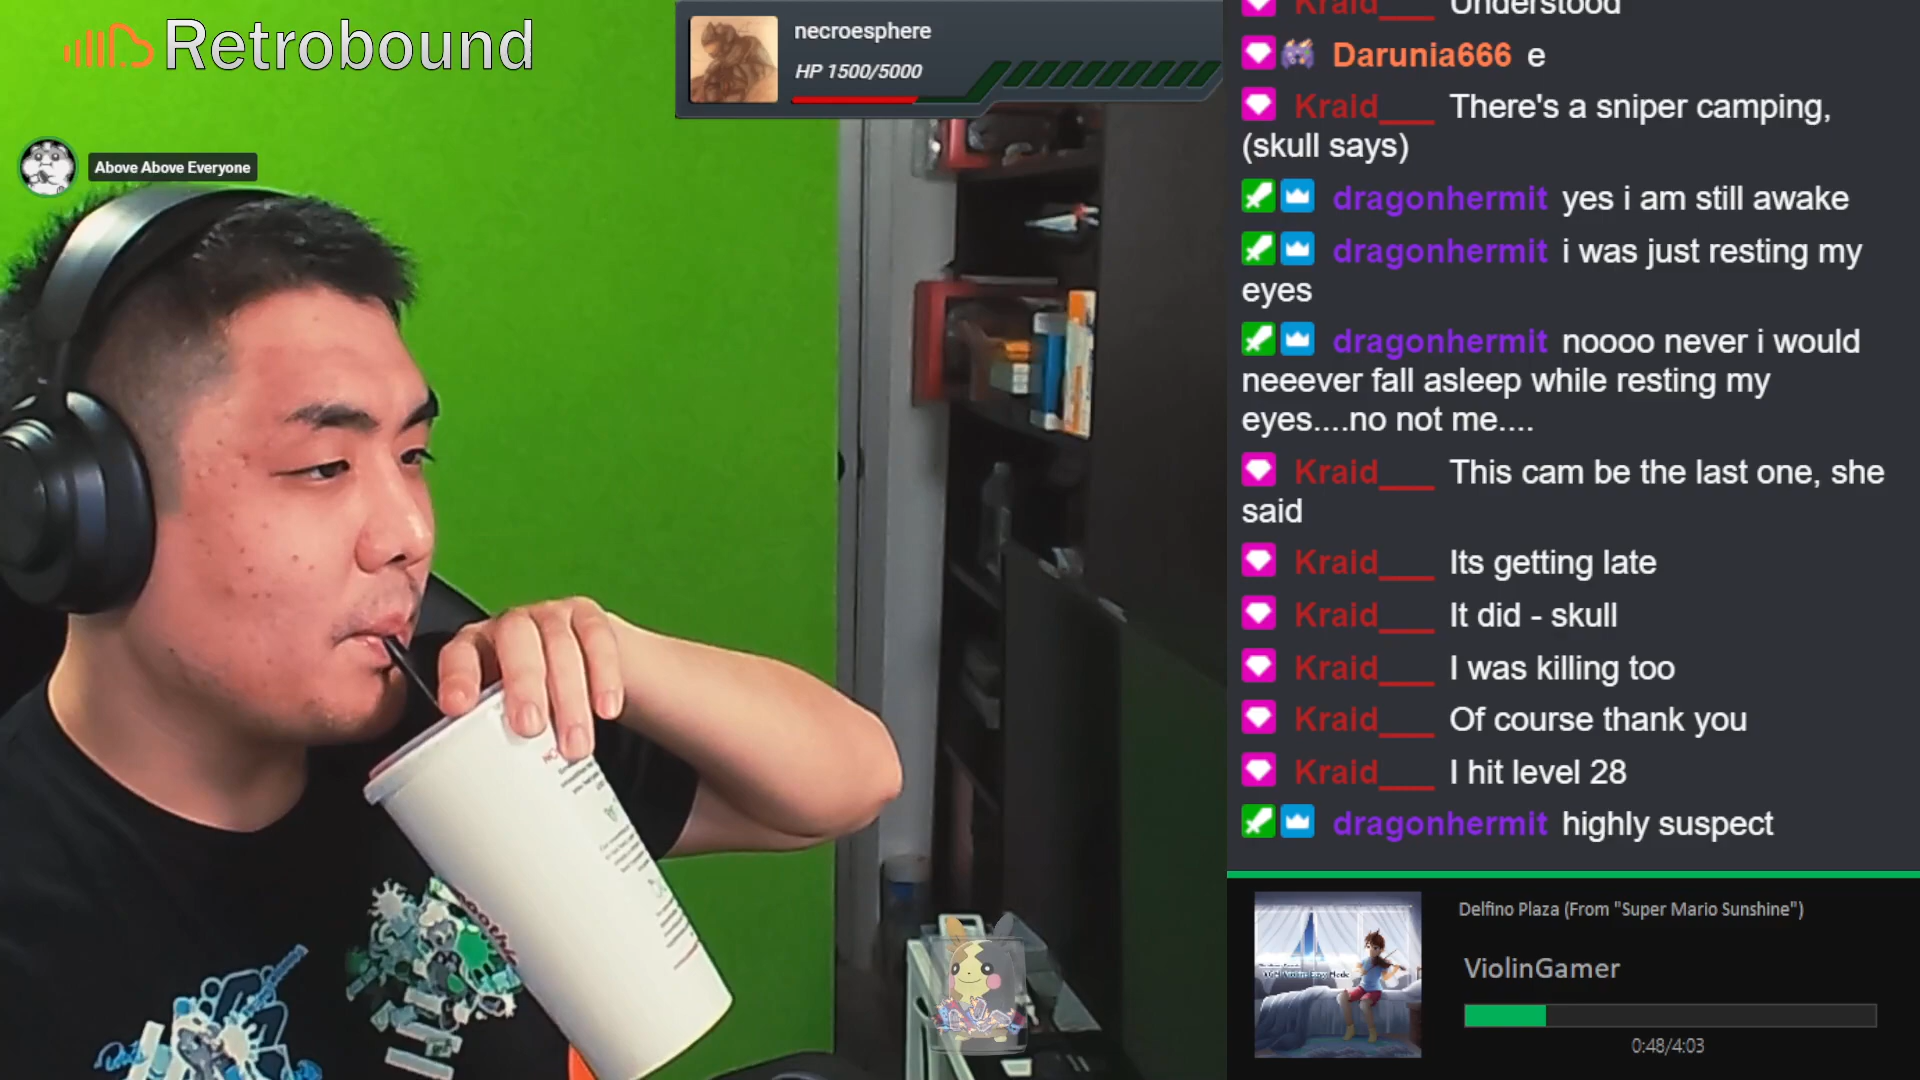 Retrobound
necroesphere
HP 1500/5000
Above Above Everyone
Kraid___ Understood
Darunia666 e
Kraid___ There's a sniper camping,
(skull says)
dragonhermit yes i am still awake
dragonhermit i was just resting my
eyes
dragonhermit noooo never i would
neeever fall asleep while resting my
eyes....no not me....
Kraid___ This cam be the last one, she
said
Kraid___ Its getting late
Kraid___ It did - skull
Kraid___ I was killing too
Kraid___ Of course thank you
Kraid___ I hit level 28
dragonhermit highly suspect
Delfino Plaza (From "Super Mario Sunshine")
ViolinGamer
0:48/4:03